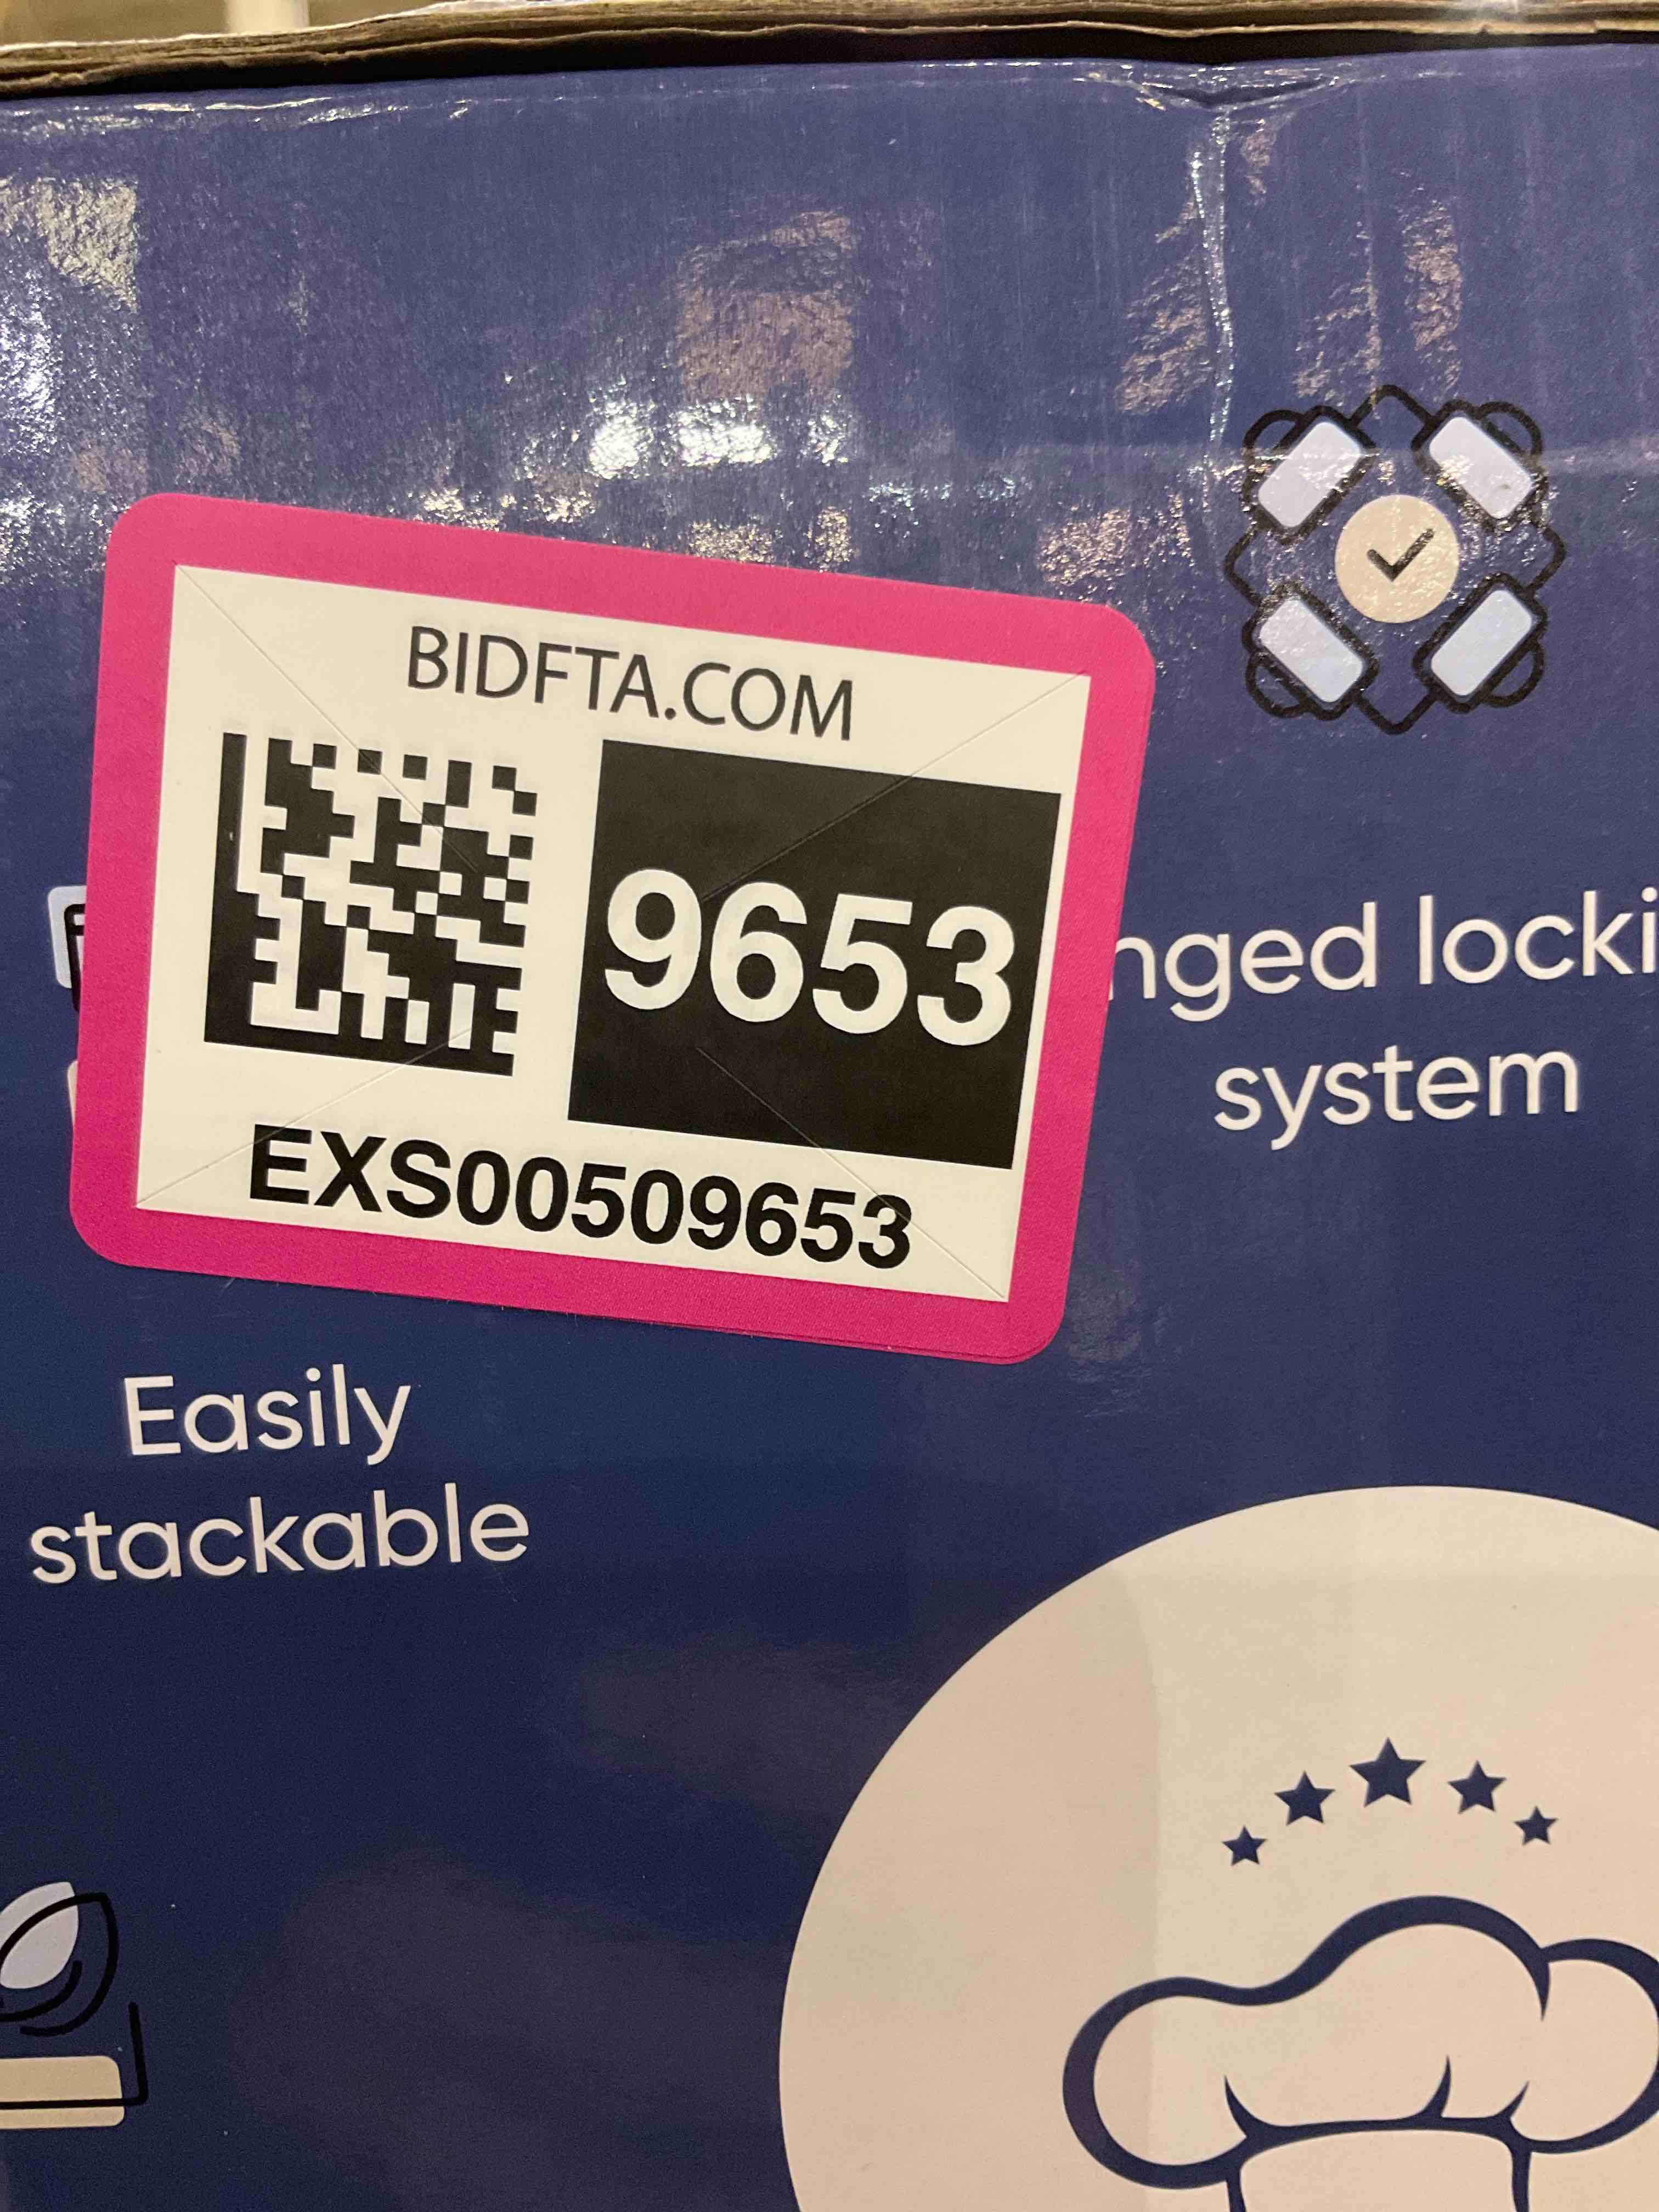 BIDFTA.COM
9653
EXS00509653
nged locki
system
Easily
stackable